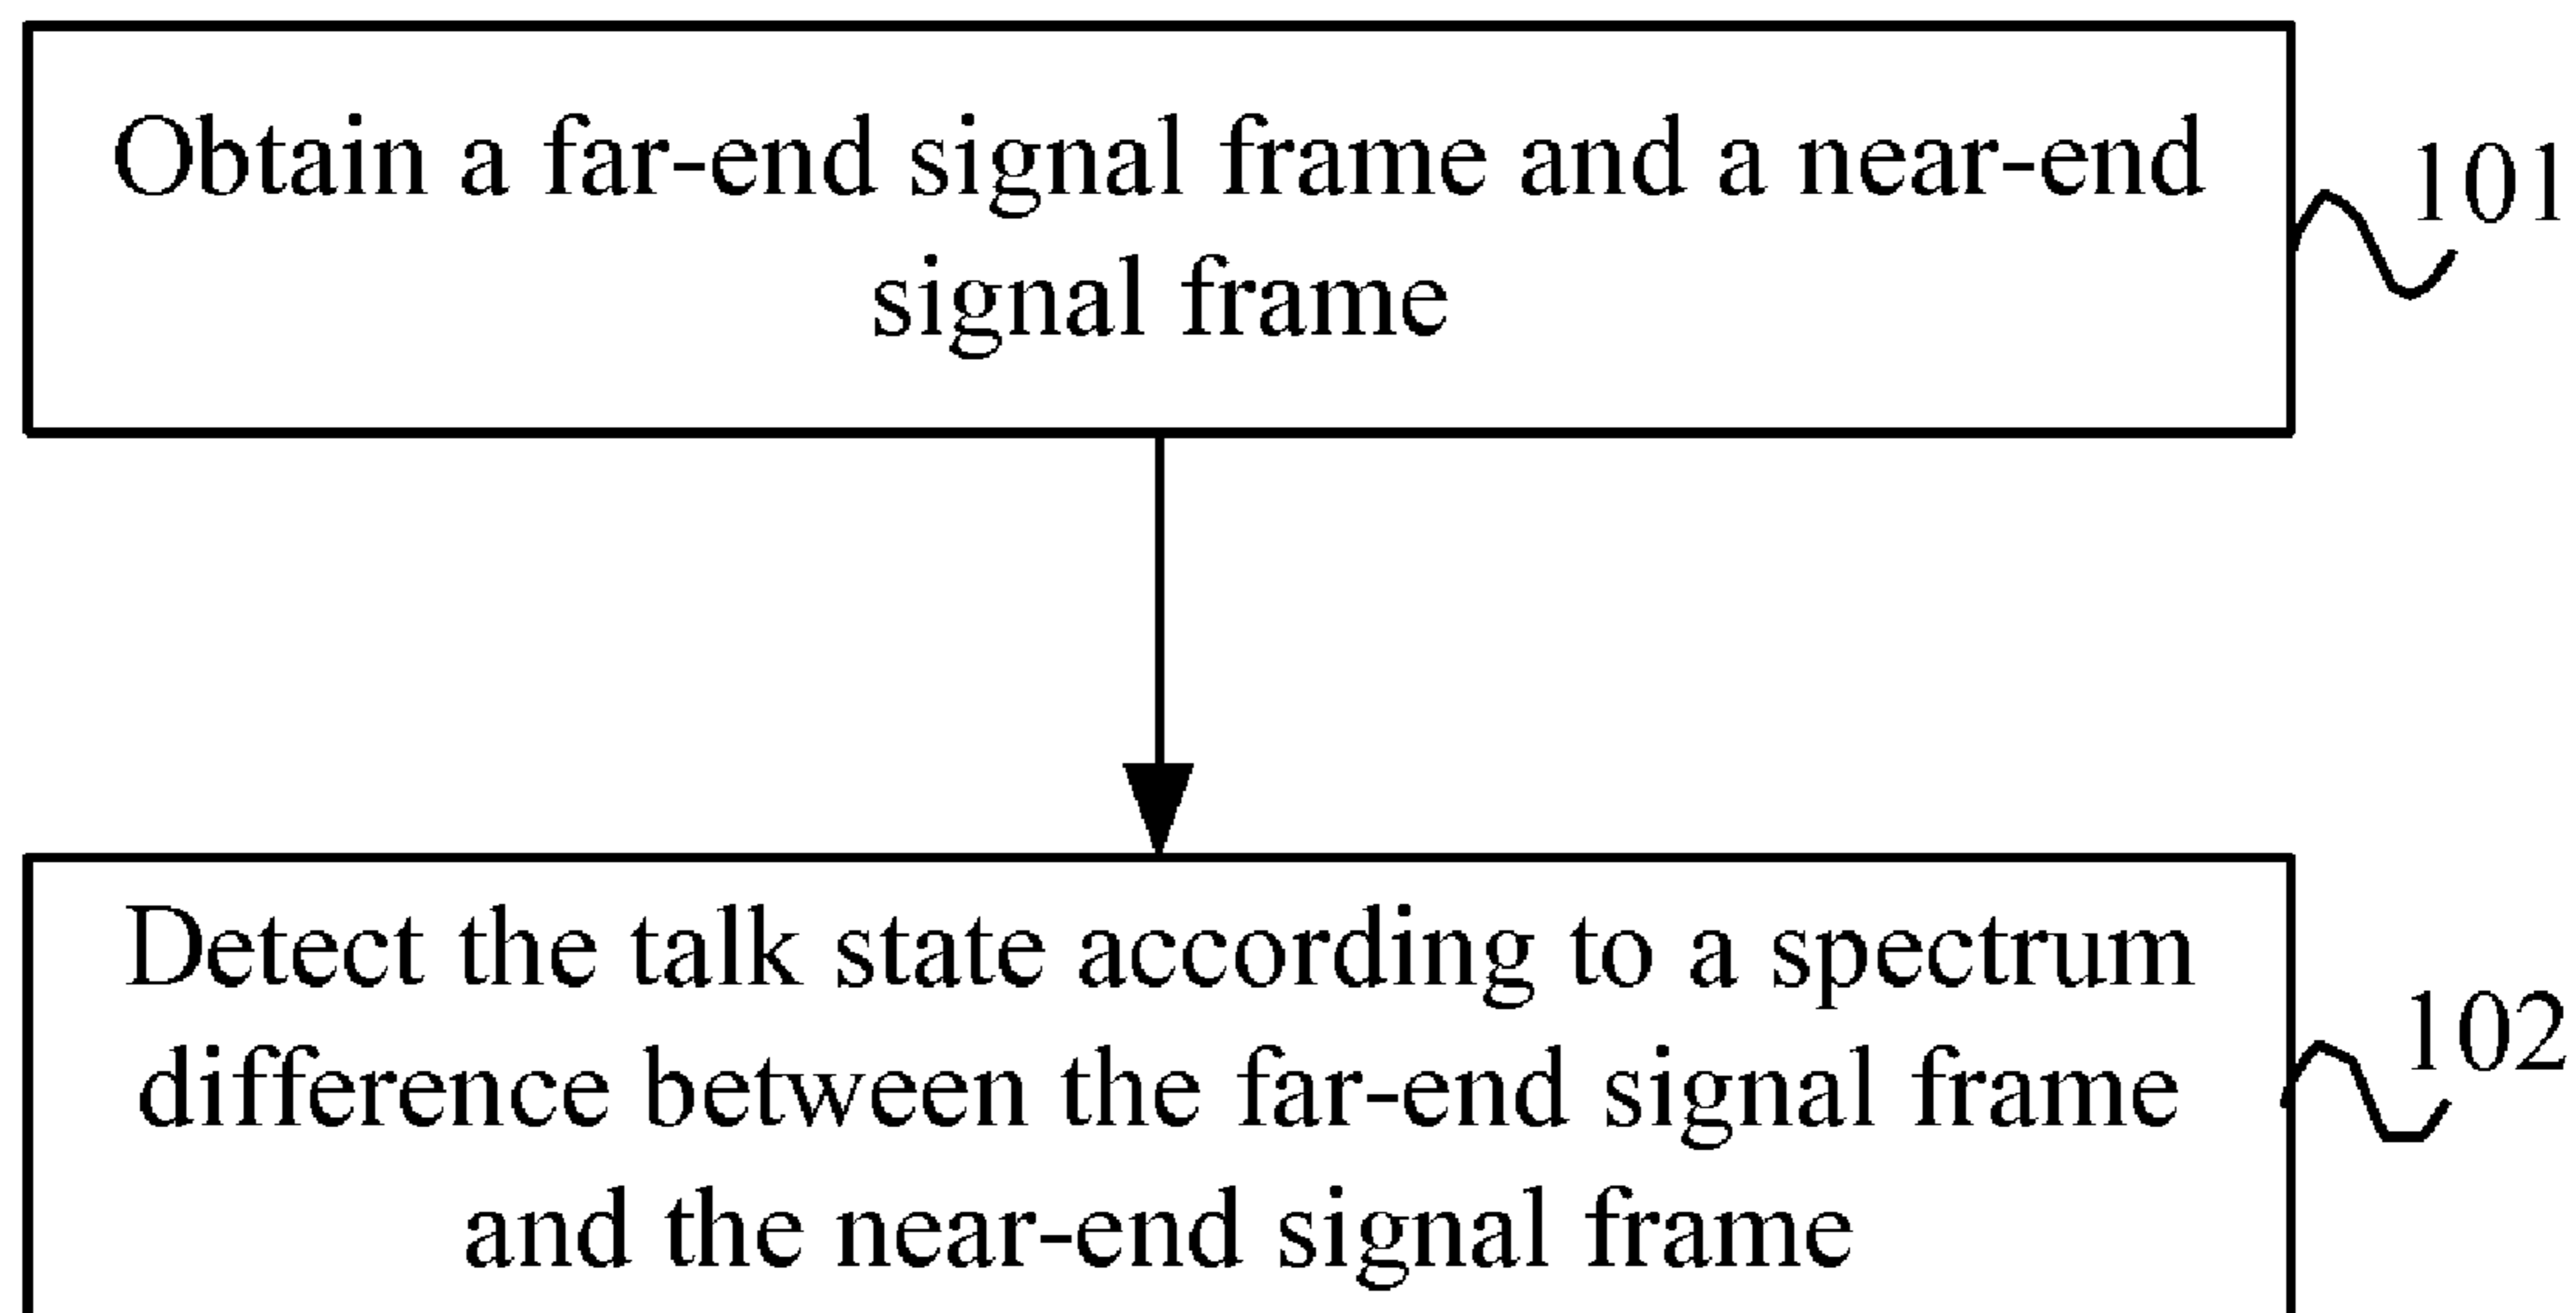 Obtain a far-end signal frame and a near-end
signal frame
101
Detect the talk state according to a spectrum
difference between the far-end signal frame
and the near-end signal frame
102